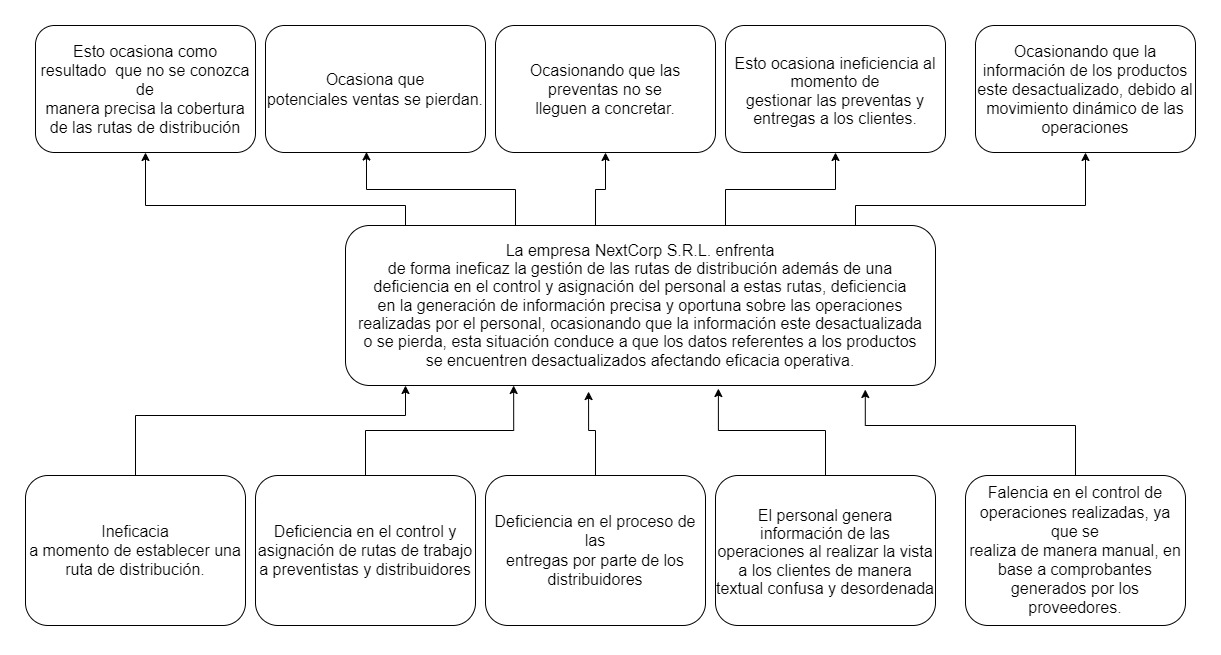 Esto ocasiona como
resultado  que no se conozca
de
manera precisa la cobertura
de las rutas de distribución
Ocasiona que
potenciales ventas se pierdan.
Ocasionando que las
preventas no se
lleguen a concretar.
Esto ocasiona ineficiencia al
momento de
gestionar las preventas y
entregas a los clientes.
Ocasionando que la
información de los productos
este desactualizado, debido al
movimiento dinámico de las
operaciones
La empresa NextCorp S.R.L. enfrenta
de forma ineficaz la gestión de las rutas de distribución además de una
deficiencia en el control y asignación del personal a estas rutas, deficiencia
en la generación de información precisa y oportuna sobre las operaciones
realizadas por el personal, ocasionando que la información este desactualizada
o se pierda, esta situación conduce a que los datos referentes a los productos
se encuentren desactualizados afectando eficacia operativa.
Ineficacia
a momento de establecer una
ruta de distribución.
Deficiencia en el control y
asignación de rutas de trabajo
a preventistas y distribuidores
Deficiencia en el proceso de
las
entregas por parte de los
distribuidores
El personal genera
información de las
operaciones al realizar la vista
a los clientes de manera
textual confusa y desordenada
Falencia en el control de
operaciones realizadas, ya
que se
realiza de manera manual, en
base a comprobantes
generados por los
proveedores.